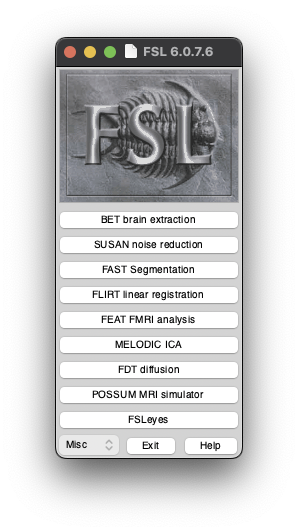 FSL 6.0.7.6
FSL
BET brain extraction
SUSAN noise reduction
FAST Segmentation
FLIRT linear registration
FEAT FMRI analysis
MELODIC ICA
FDT diffusion
POSSUM MRI simulator
FSLeyes
Misc Exit Help